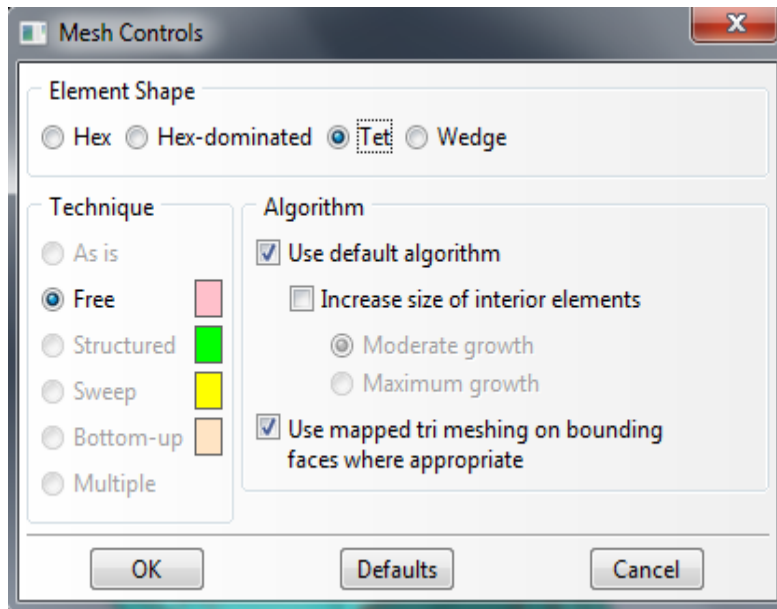 Mesh Controls
Element Shape
Hex Hex-dominated Tet Wedge
Technique
As is
Free
Structured
Sweep
Bottom-up
Multiple
Algorithm
Use default algorithm
Increase size of interior elements
Moderate growth
Maximum growth
Use mapped tri meshing on bounding
faces where appropriate
OK Defaults Cancel